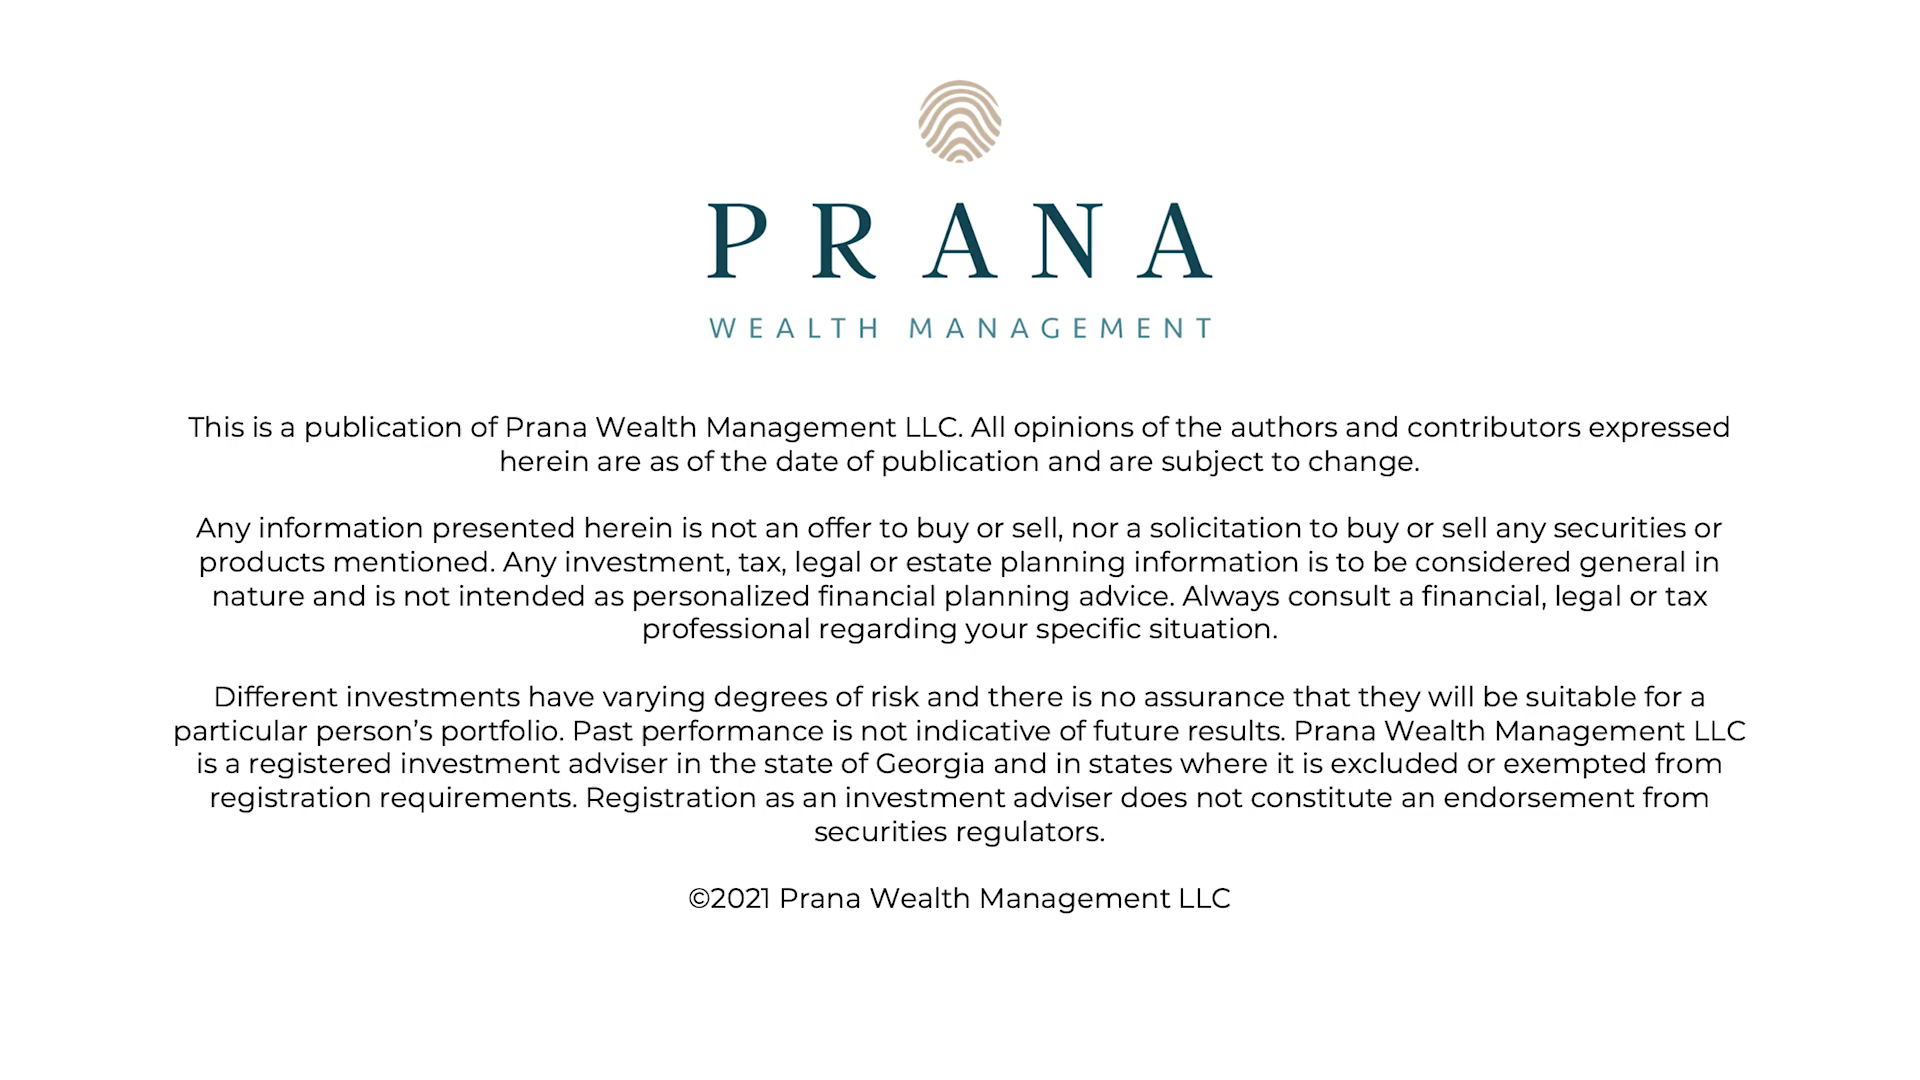 PRANA
WEALTH MANAGEMENT
This is a publication of Prana Wealth Management LLC. All opinions of the authors and contributors expressed
herein are as of the date of publication and are subject to change.
Any information presented herein is not an offer to buy or sell, nor a solicitation to buy or sell any securities or
products mentioned. Any investment, tax, legal or estate planning information is to be considered general in
nature and is not intended as personalized financial planning advice. Always consult a financial, legal or tax
professional regarding your specific situation.
Different investments have varying degrees of risk and there is no assurance that they will be suitable for a
particular person’s portfolio. Past performance is not indicative of future results. Prana Wealth Management LLC
is a registered investment adviser in the state of Georgia and in states where it is excluded or exempted from
registration requirements. Registration as an investment adviser does not constitute an endorsement from
securities regulators.
©2021 Prana Wealth Management LLC